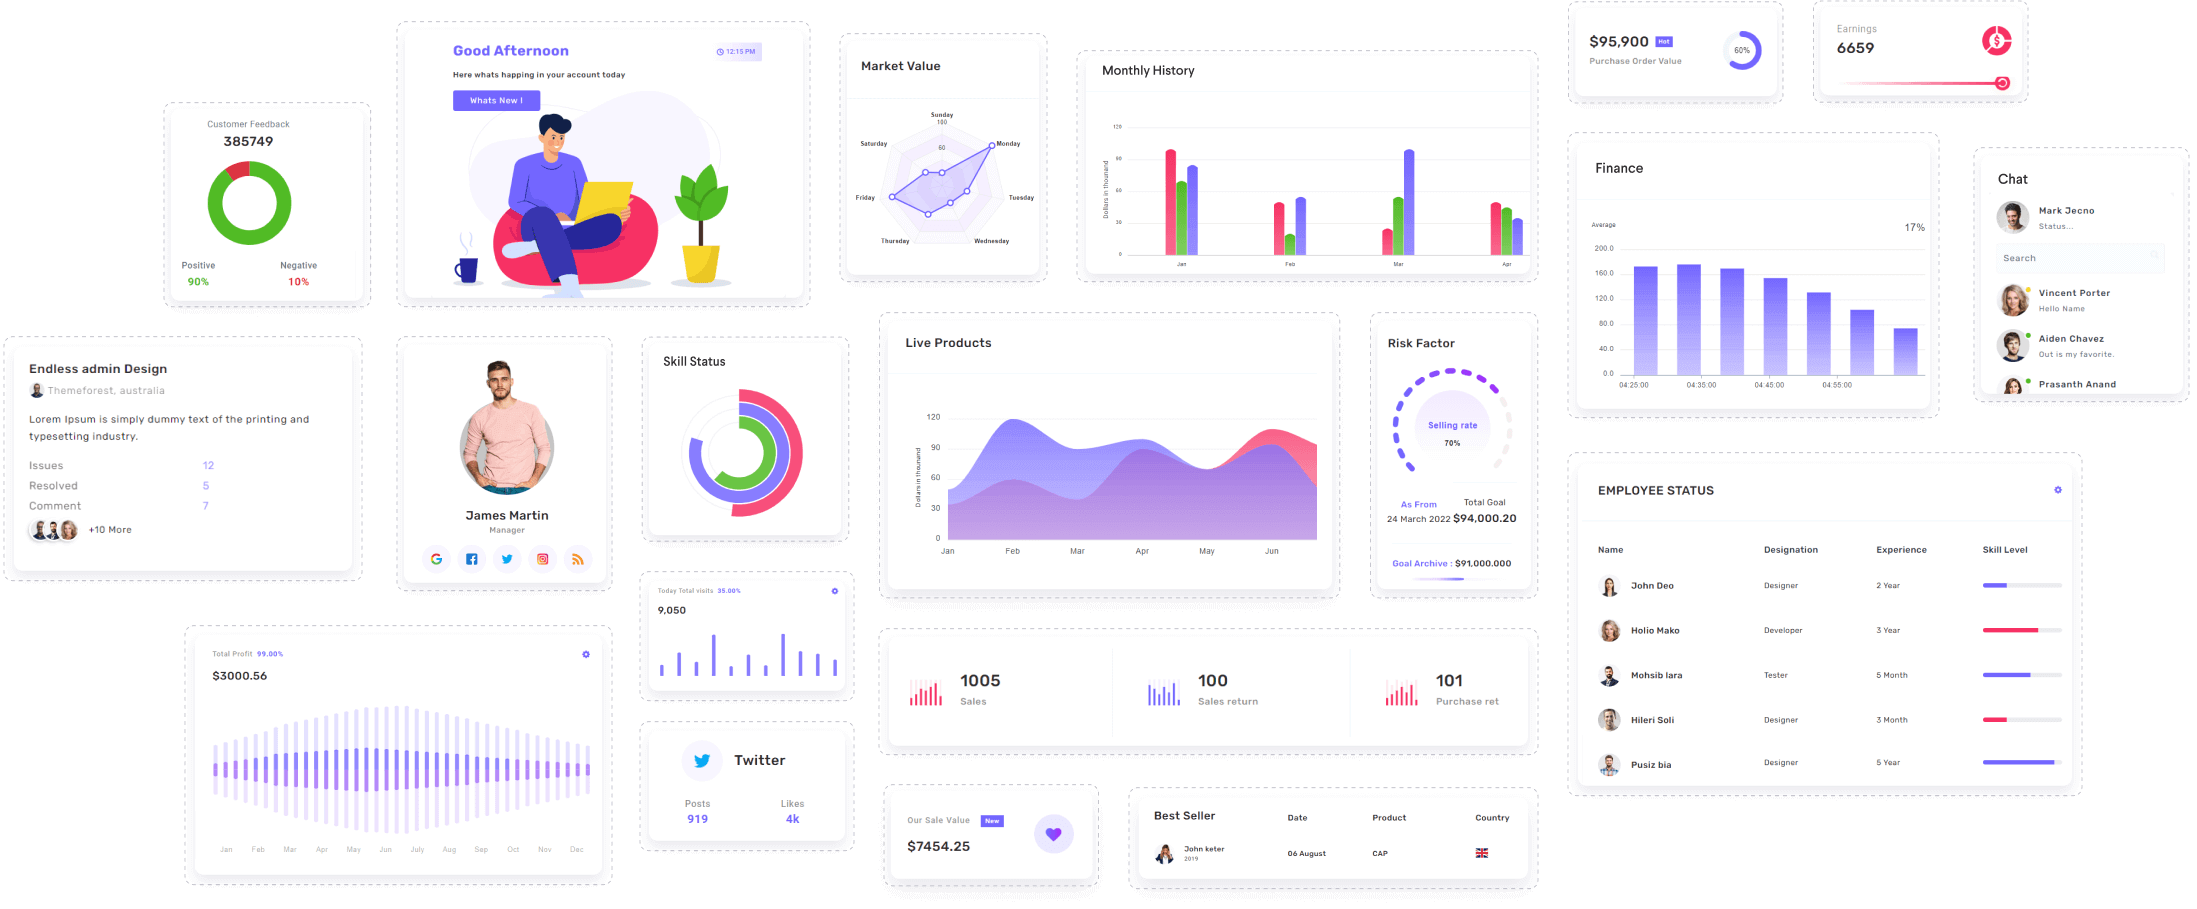 Customer Feedback
385749
Positive
Negative
90%
10%
Good Afternoon
12:15 PM
Here whats happing in your account today
Whats New !
Market Value
Sunday
100
60
Saturday
Monday
Friday
Tuesday
Thursday
Wednesday
Monthly History
120
90
60
30
0
Dollars in thousand
Jan
Feb
Mar
Apr
$95,900
Hot
Purchase Order Value
60%
Earnings
6659
$
Finance
Average
17%
200.0
160.0
120.0
80.0
40.0
0.0
04:25:00
04:35:00
04:45:00
04:55:00
Chat
Mark Jecno
Status...
Search
Vincent Porter
Hello Name
Aiden Chavez
Out is my favorite.
Prasanth Anand
Endless admin Design
Themeforest, australia
Lorem Ipsum is simply dummy text of the printing and
typesetting industry.
Issues 12
Resolved 5
Comment 7
+10 More
James Martin
Manager
Skill Status
Live Products
120
90
60
30
0
Dollars in thousand
Jan
Feb
Mar
Apr
May
Jun
Risk Factor
Selling rate
70%
As From
24 March 2022
Total Goal
$94,000.20
Goal Archive : $91,000.000
EMPLOYEE STATUS
Name Designation Experience Skill Level
John Deo Designer 2 Year
Holio Mako Developer 3 Year
Mohsib lara Tester 5 Month
Hileri Soli Designer 3 Month
Pusiz bia Designer 5 Year
Total Profit 99.00%
$3000.56
Jan Feb Mar Apr May Jun July Aug Sep Oct Nov Dec
Today Total visits 35.00%
9,050
Twitter
Posts
Likes
919
4k
1005
Sales
100
Sales return
101
Purchase ret
Our Sale Value
New
$7454.25
Best Seller Date Product Country
John keter
2019
06 August
CAP